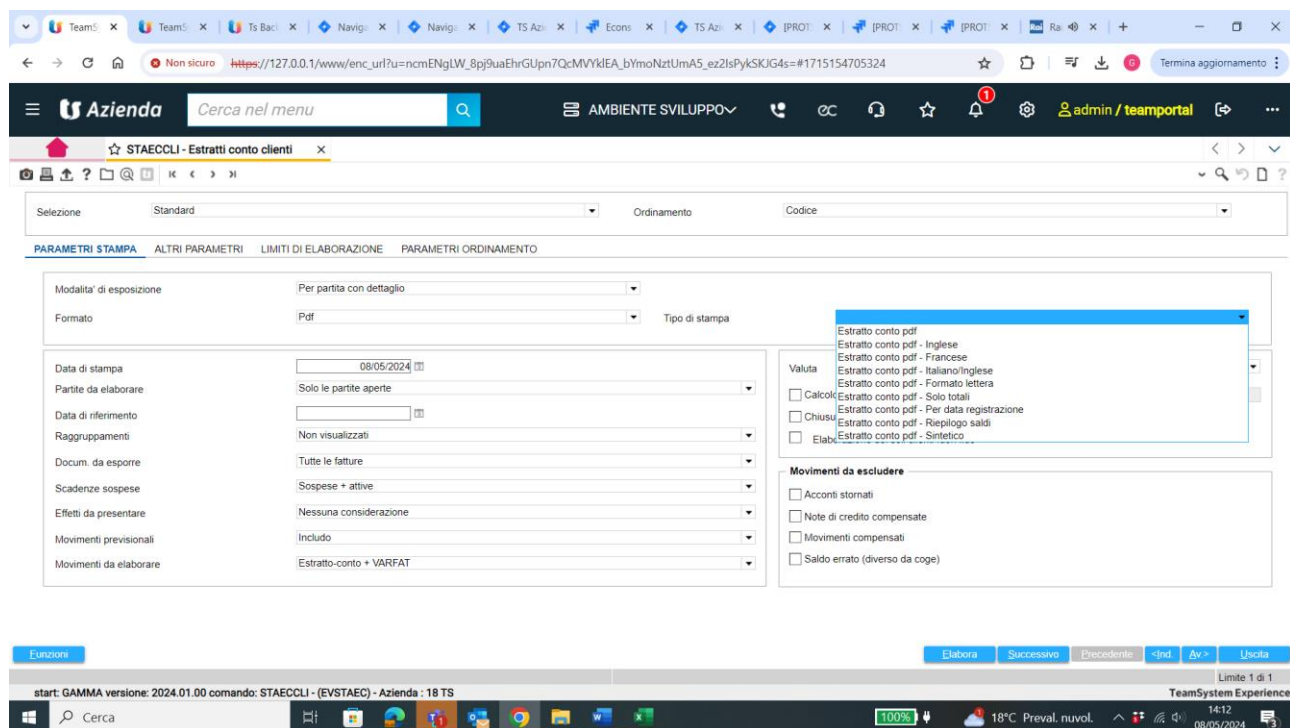 TeamS
TeamS
Ts Bac
Naviga
Naviga
TS Azi
Econs
TS Azi
[PROT
[PROT
[PROT
Rai
Non sicuro https://127.0.0.1/www/enc_url?u=ncmENgLW_8pj9uaEhrGUpn7QcMVYklEA_bYmoNztUmA5_ez2IsPykSKJG4s=#1715154705324
G
Termina aggiornamento
Azienda
Cerca nel menu
AMBIENTE SVILUPPO
ec
1
admin / teamportal
STAECCLI - Estratti conto clienti
Selezione Standard Ordinamento Codice
PARAMETRI STAMPA ALTRI PARAMETRI LIMITI DI ELABORAZIONE PARAMETRI ORDINAMENTO
Modalita' di esposizione Per partita con dettaglio
Formato Pdf Tipo di stampa
Estratto conto pdf
Estratto conto pdf - Inglese
Estratto conto pdf - Francese
Estratto conto pdf - Italiano/Inglese
Estratto conto pdf - Formato lettera
Estratto conto pdf - Solo totali
Estratto conto pdf - Per data registrazione
Estratto conto pdf - Riepilogo saldi
Estratto conto pdf - Sintetico
Data di stampa 08/05/2024
Partite da elaborare Solo le partite aperte
Data di riferimento
Raggruppamenti Non visualizzati
Docum. da esporre Tutte le fatture
Scadenze sospese Sospese + attive
Effetti da presentare Nessuna considerazione
Movimenti previsionali Includo
Movimenti da elaborare Estratto-conto + VARFAT
Valuta
Calcolo
Chiusu
Elab
Movimenti da escludere
Acconti stornati
Note di credito compensate
Movimenti compensati
Saldo errato (diverso da coge)
Funzioni
Elabora Successivo Precedente <Ind. Av.> Uscita
Limite 1 di 1
start: GAMMA versione: 2024.01.00 comando: STAECCLI - (EVSTAEC) - Azienda : 18 TS
TeamSystem Experience
Cerca
100%
18°C Preval. nuvol.
14:12
08/05/2024